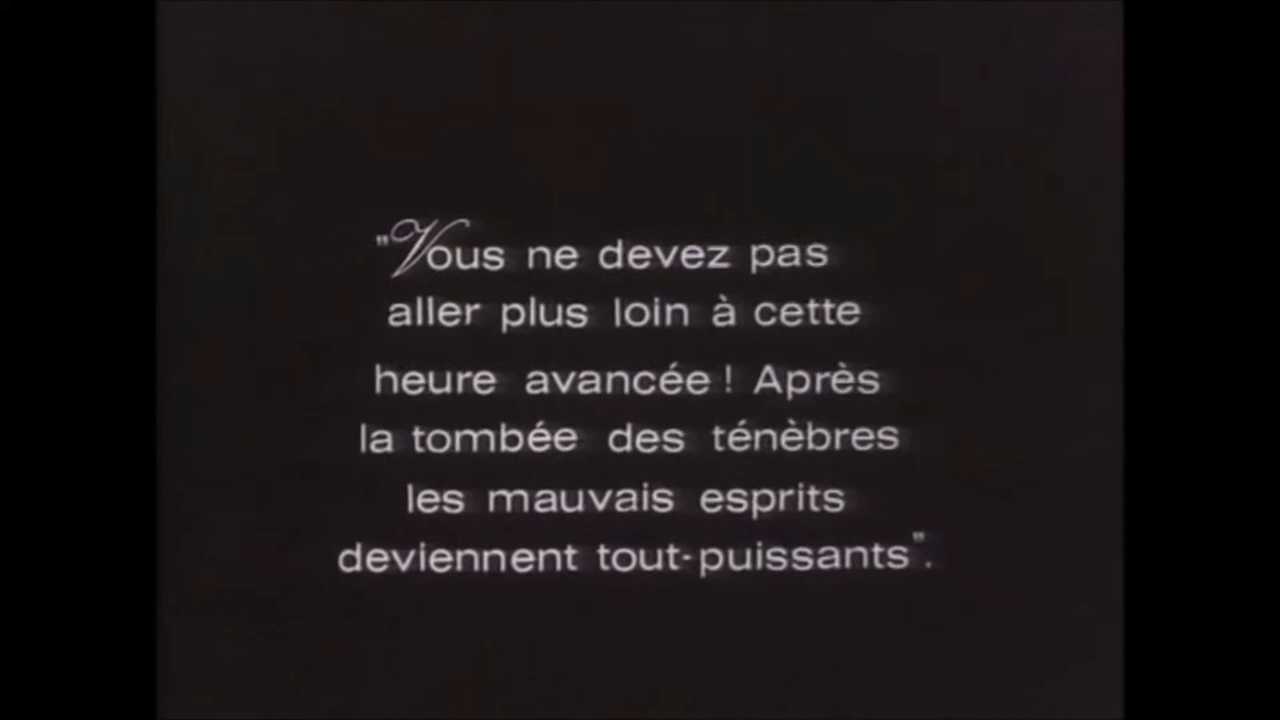 "Vous ne devez pas
aller plus loin à cette
heure avancée ! Après
la tombée des ténèbres
les mauvais esprits
deviennent tout-puissants".